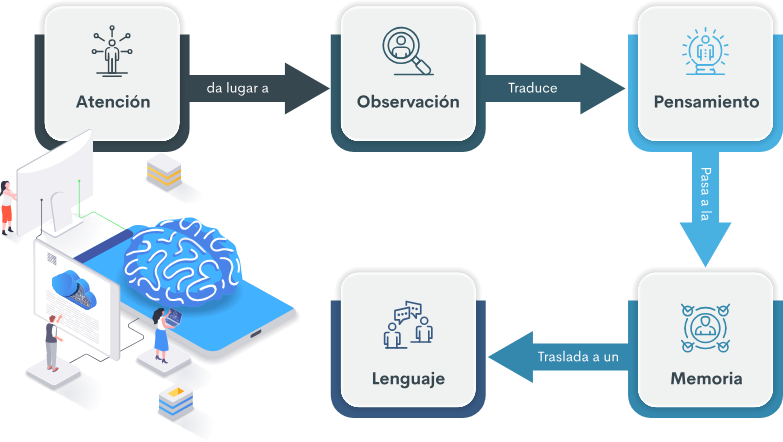 Atención
da lugar a
Observación
Traduce
Pensamiento
Pasa a la
Memoria
Traslada a un
Lenguaje